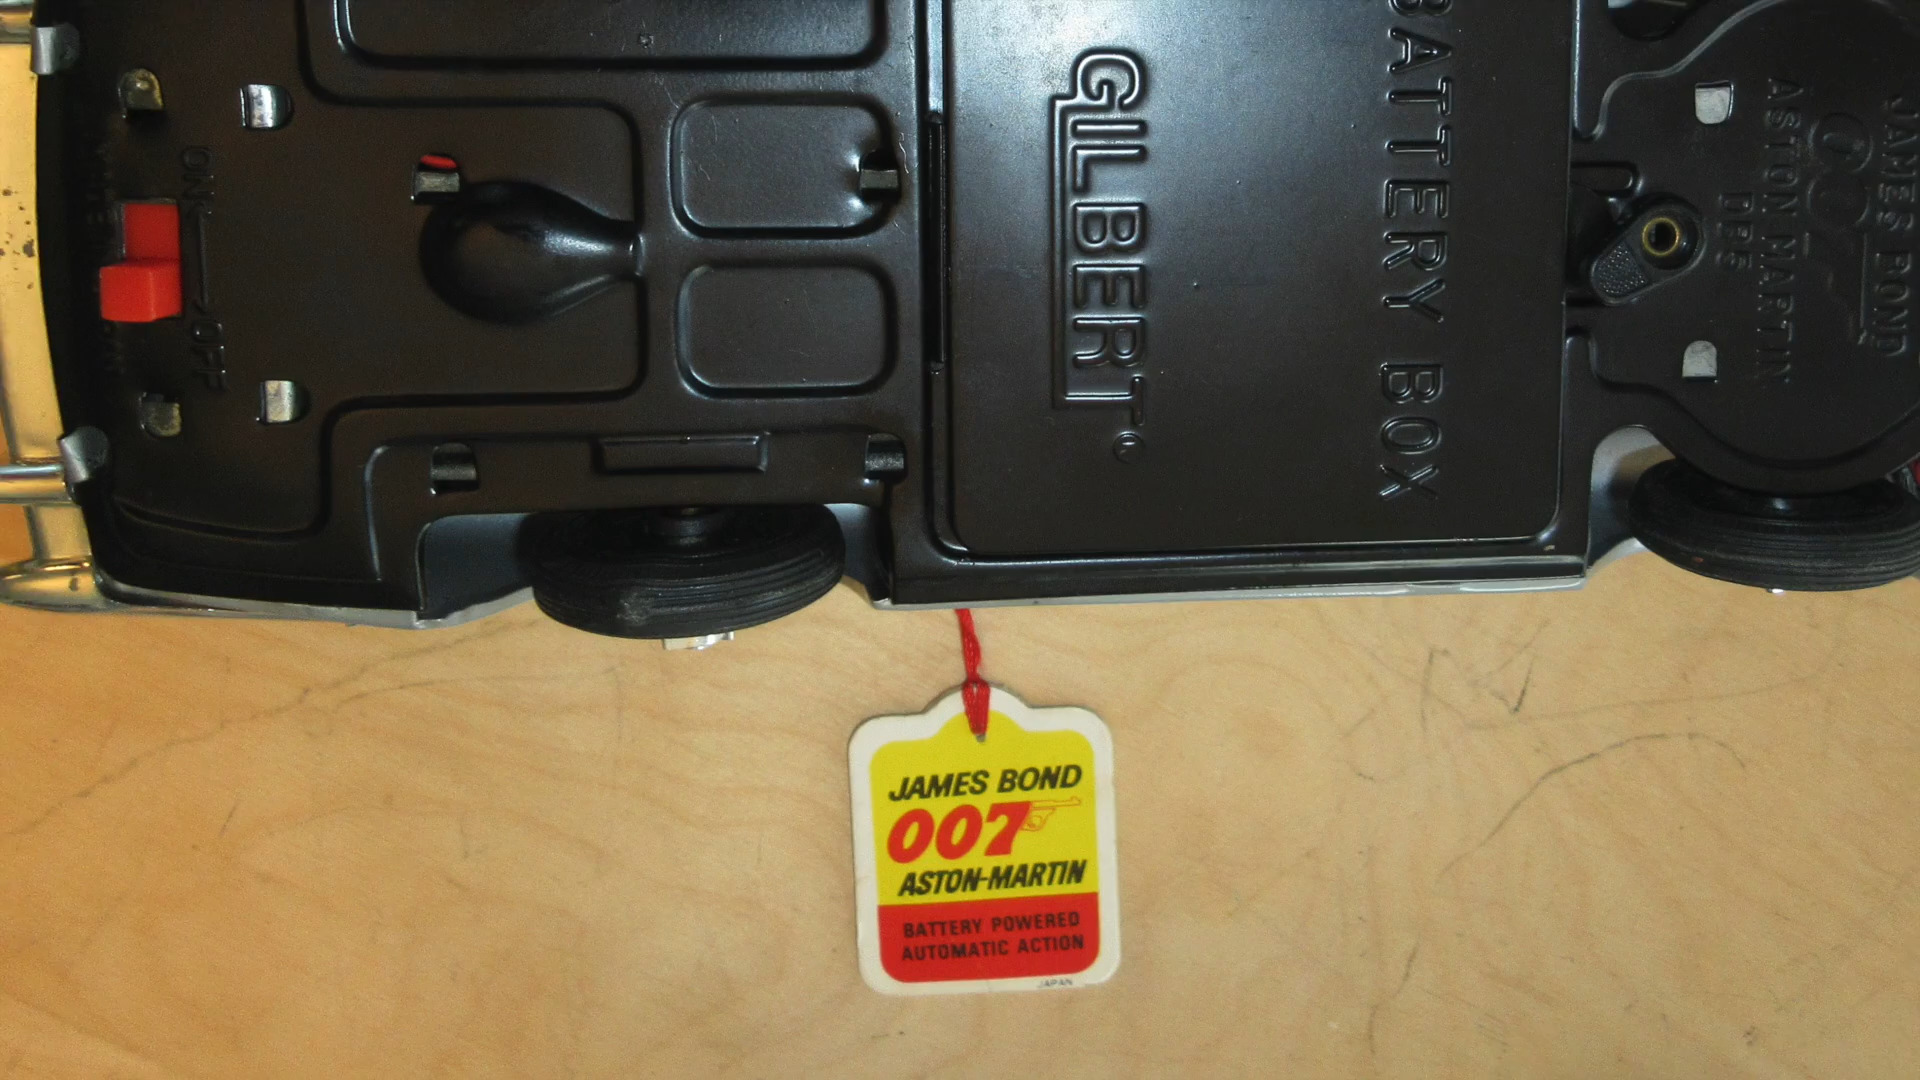 ON
OFF
GILBERT
BATTERY BOX
JAMES BOND
ASTON MARTIN
DB5
JAMES BOND
007
ASTON-MARTIN
BATTERY POWERED
AUTOMATIC ACTION
JAPAN